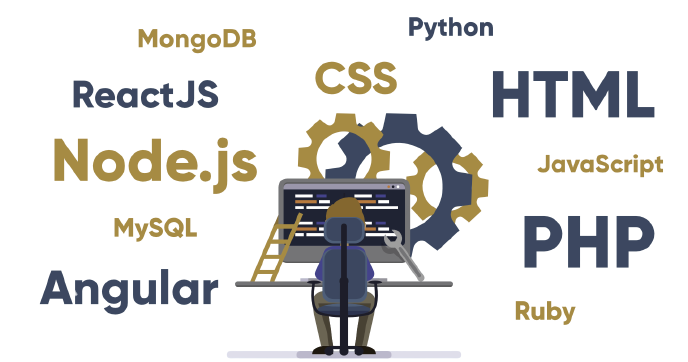 MongoDB
Python
CSS
ReactJS
HTML
Node.js
JavaScript
MySQL
PHP
Angular
Ruby